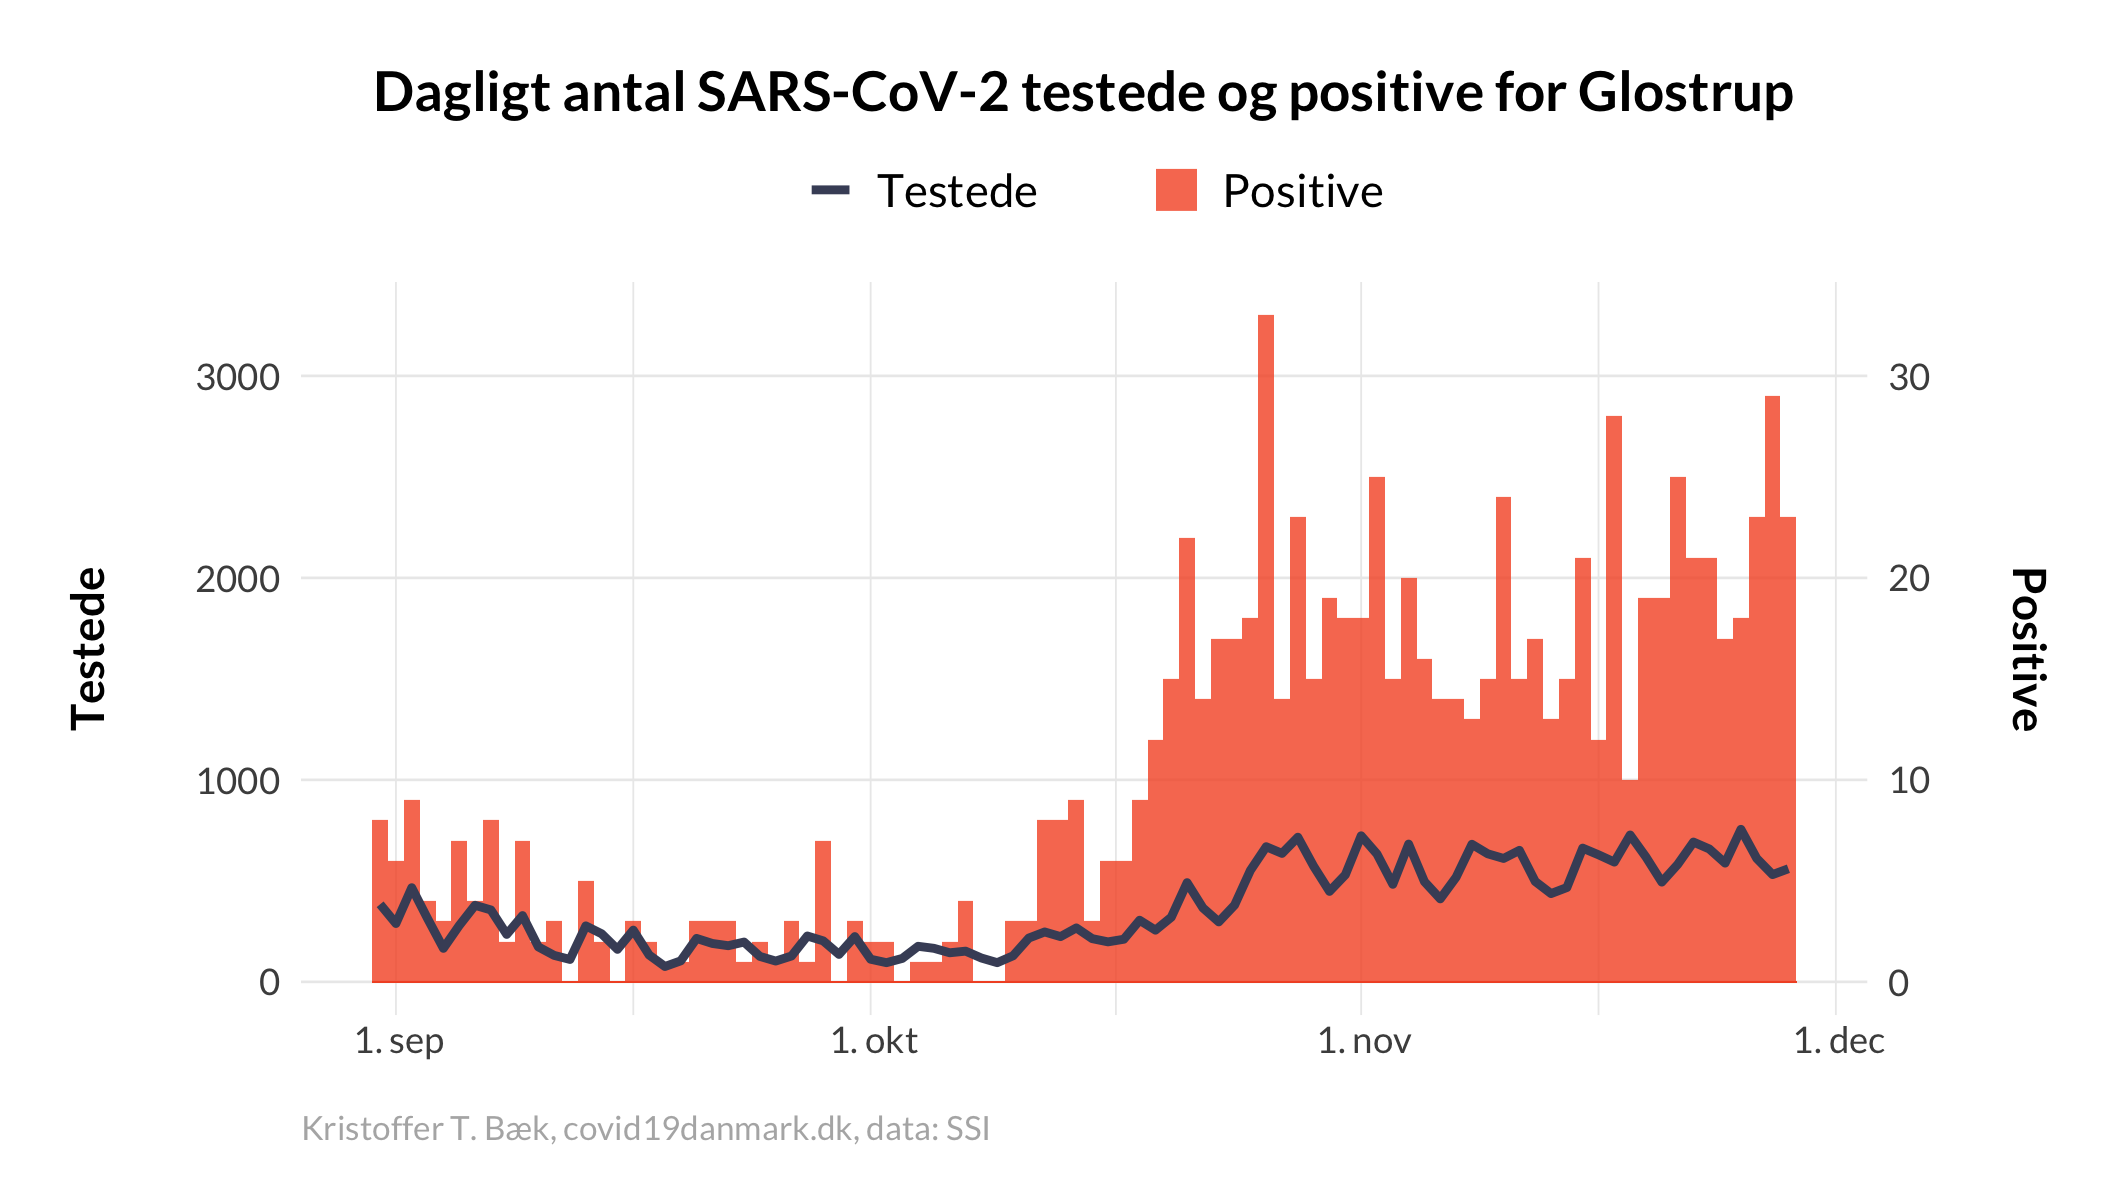 Dagligt antal SARS-CoV-2 testede og positive for Glostrup
Testede
Positive
3000
2000
1000
0
30
20
10
0
Testede
Positive
1. sep
1. okt
1. nov
1. dec
Kristoffer T. Bæk, covid19danmark.dk, data: SSI